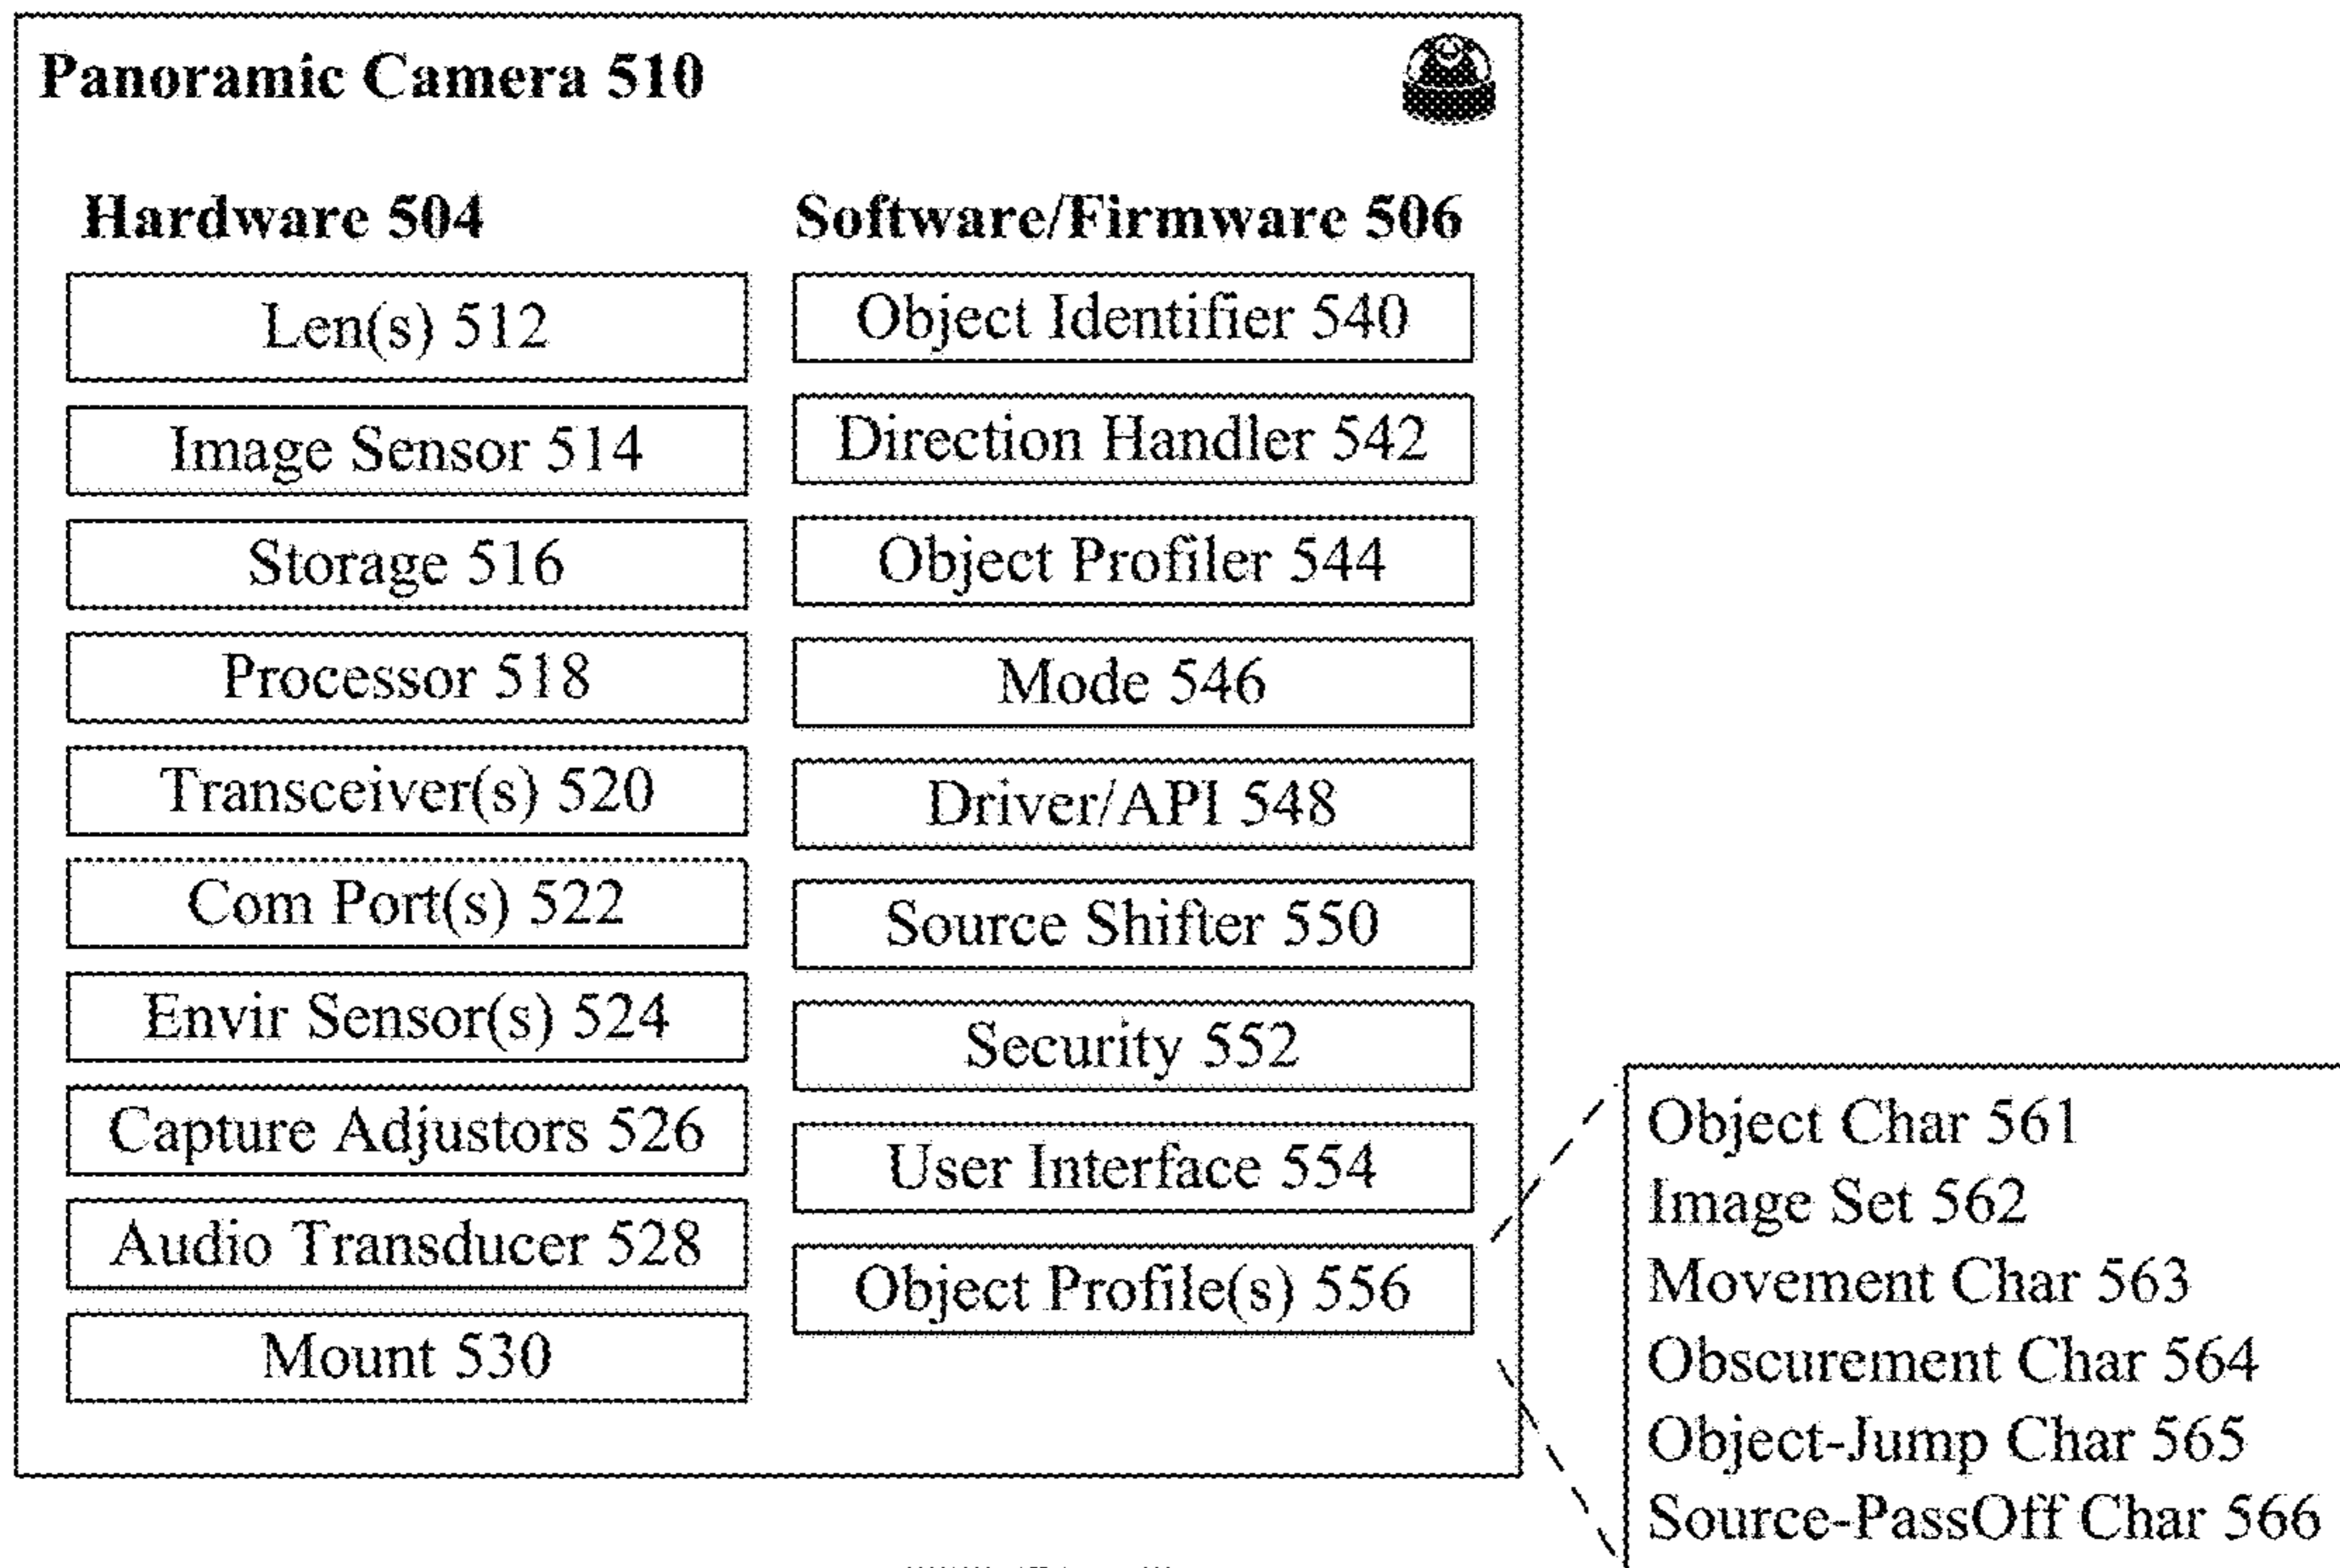 Panoramic Camera 510
Hardware 504
Len(s) 512
Image Sensor 514
Storage 516
Processor 518
Transceiver(s) 520
Com Port(s) 522
Envir Sensor(s) 524
Capture Adjustors 526
Audio Transducer 528
Mount 530
Software/Firmware 506
Object Identifier 540
Direction Handler 542
Object Profiler 544
Mode 546
Driver/API 548
Source Shifter 550
Security 552
User Interface 554
Object Profile(s) 556
Object Char 561
Image Set 562
Movement Char 563
Obscurement Char 564
Object-Jump Char 565
Source-PassOff Char 566